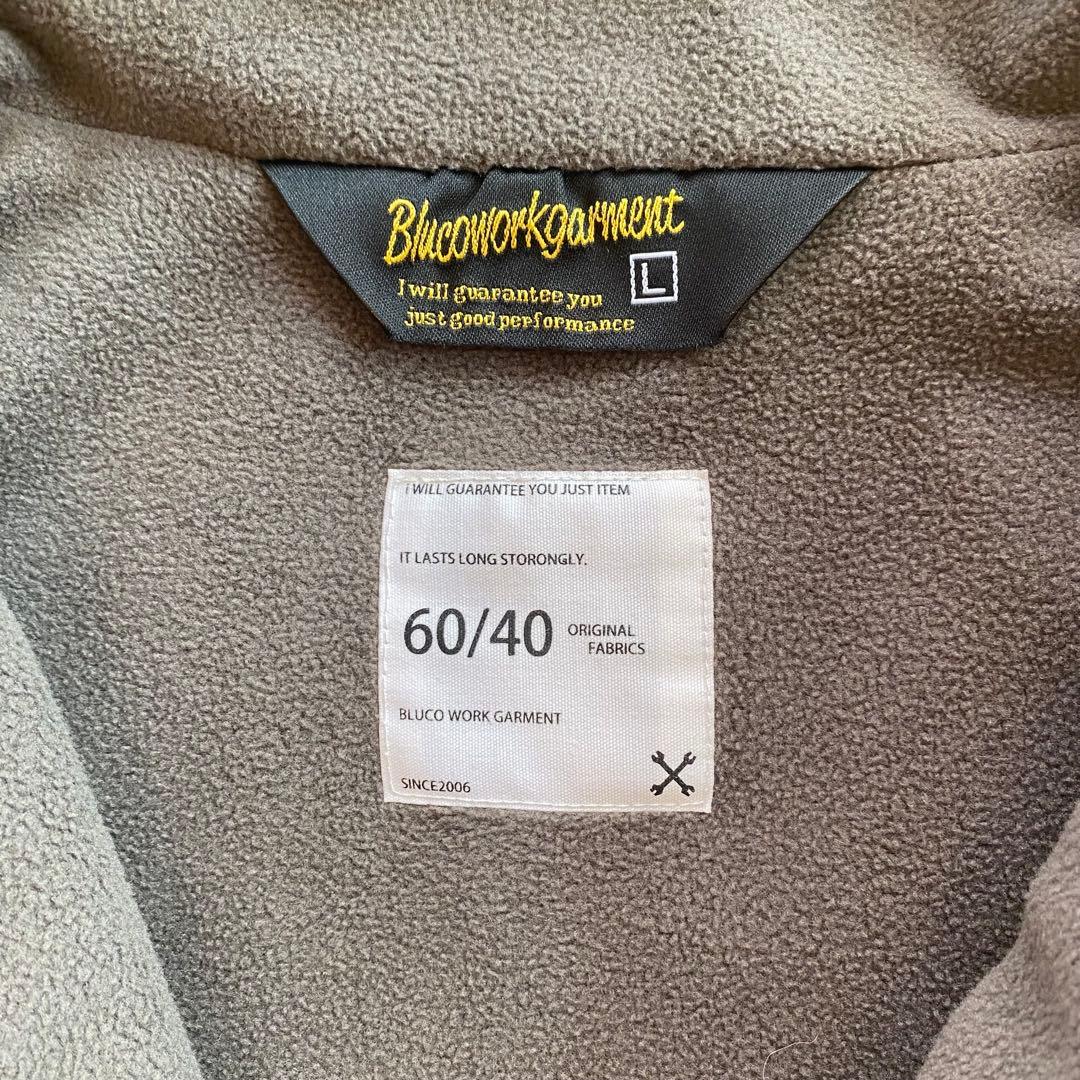 Blucoworkgarment
L
I will guarantee you
just good performance
I WILL GUARANTEE YOU JUST ITEM
IT LASTS LONG STORONGLY.
60/40 ORIGINAL
FABRICS
BLUCO WORK GARMENT
SINCE2006